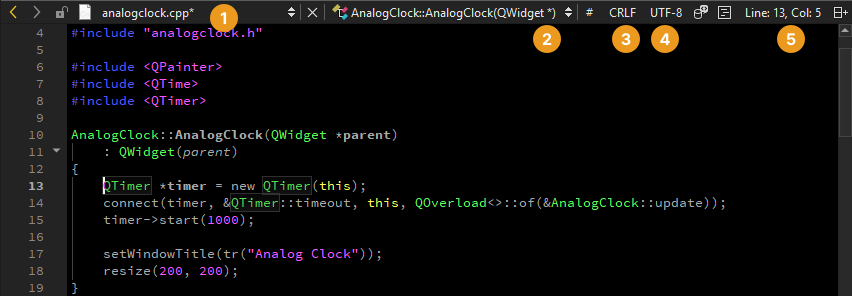 analogclock.cpp* AnalogClock::AnalogClock(QWidget *) # CRLF UTF-8 Line: 13, Col: 5
1
2 3 4 5
4 #include "analogclock.h"
5
6 #include <QPainter>
7 #include <QTime>
8 #include <QTimer>
9
10 AnalogClock::AnalogClock(QWidget *parent)
11 : QWidget(parent)
12 {
13 QTimer *timer = new QTimer(this);
14 connect(timer, &QTimer::timeout, this, QOverload<>::of(&AnalogClock::update));
15 timer->start(1000);
16
17 setWindowTitle(tr("Analog Clock"));
18 resize(200, 200);
19 }